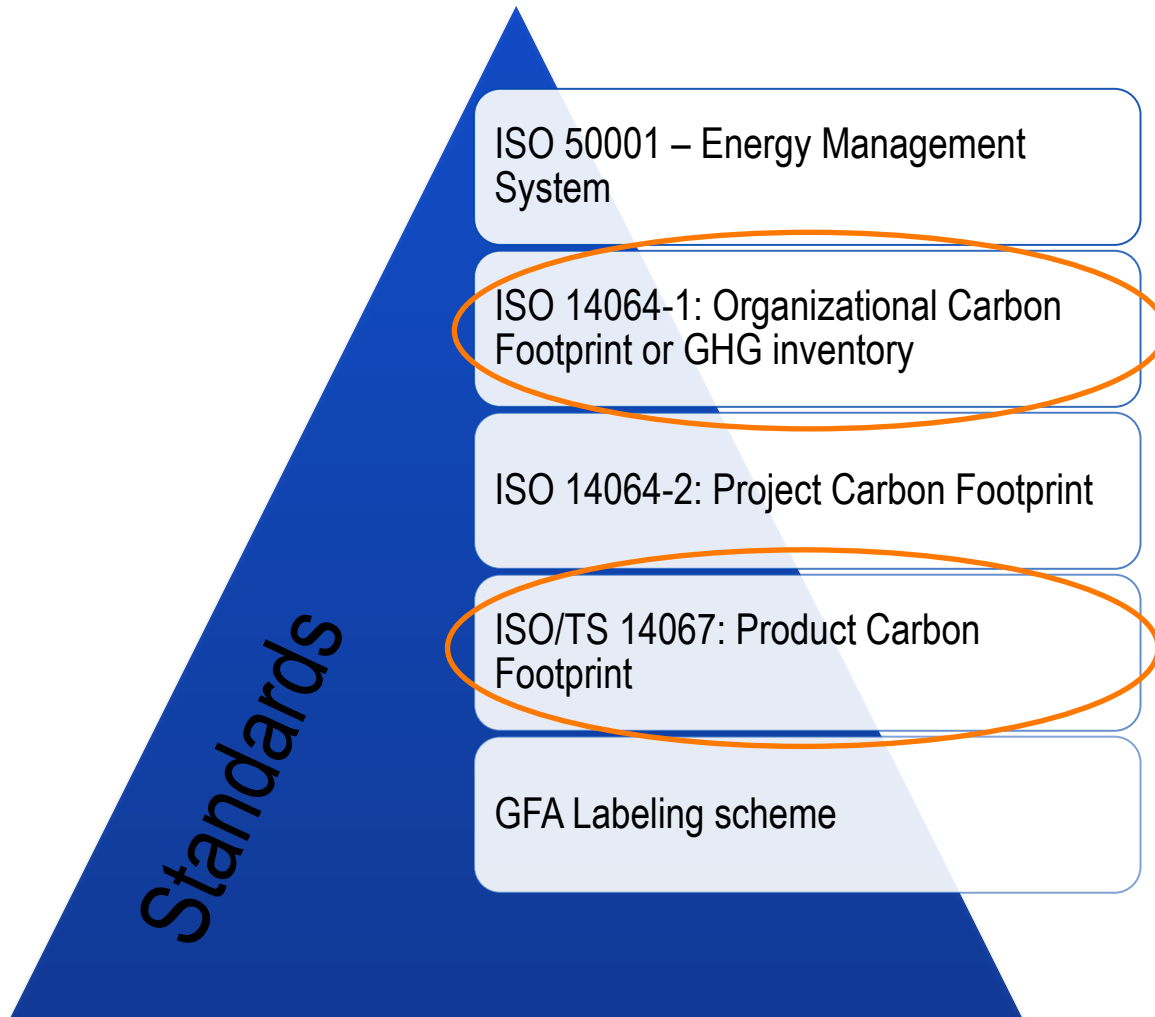 ISO 50001 – Energy Management
System
ISO 14064-1: Organizational Carbon
Footprint or GHG inventory
ISO 14064-2: Project Carbon Footprint
ISO/TS 14067: Product Carbon
Footprint
GFA Labeling scheme
Standards